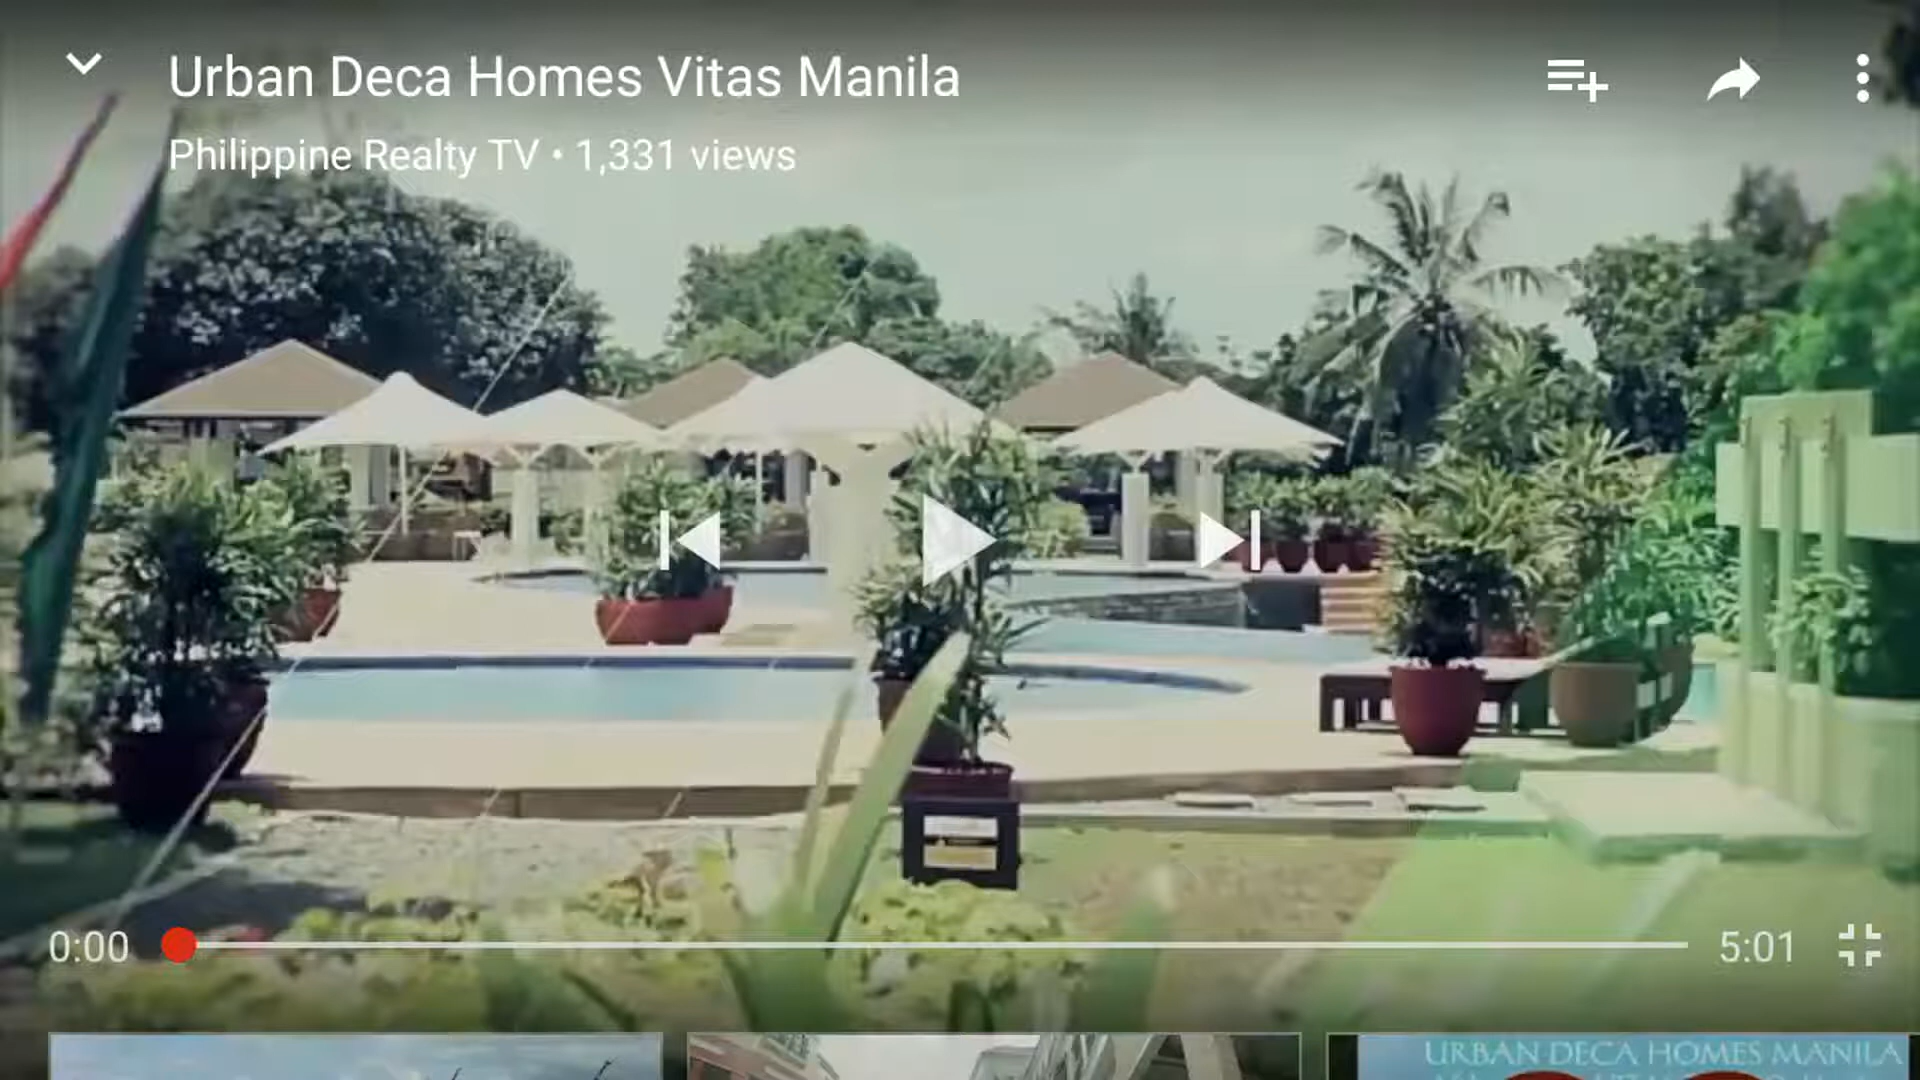 Urban Deca Homes Vitas Manila
Philippine Realty TV • 1,331 views
0:00
5:01
URBAN DECA HOMES MANILA